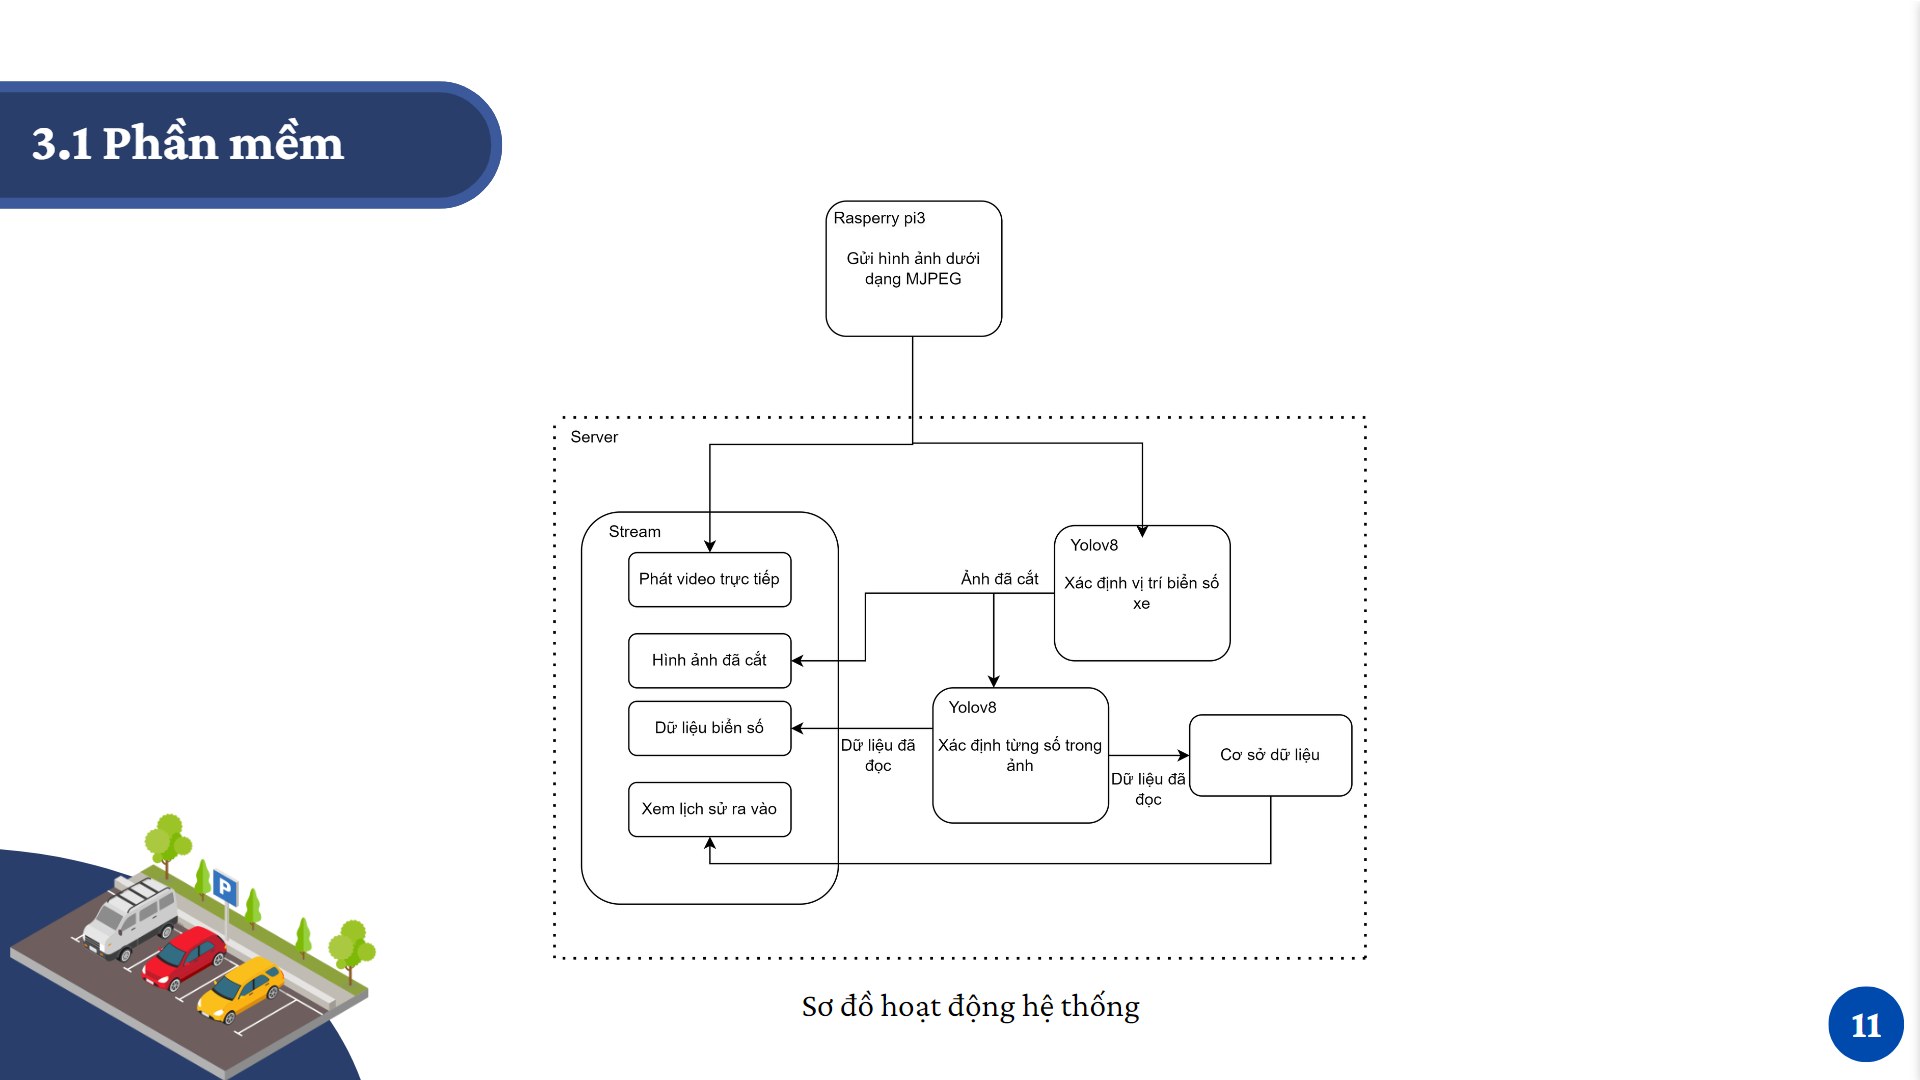 3.1 Phần mềm
Rasperry pi3
Gửi hình ảnh dưới
dạng MJPEG
Server
Stream
Phát video trực tiếp
Hình ảnh đã cắt
Dữ liệu biển số
Xem lịch sử ra vào
Ảnh đã cắt
Yolov8
Xác định vị trí biển số
xe
Yolov8
Xác định từng số trong
ảnh
Dữ liệu đã
đọc
Dữ liệu đã
đọc
Cơ sở dữ liệu
P
Sơ đồ hoạt động hệ thống
11